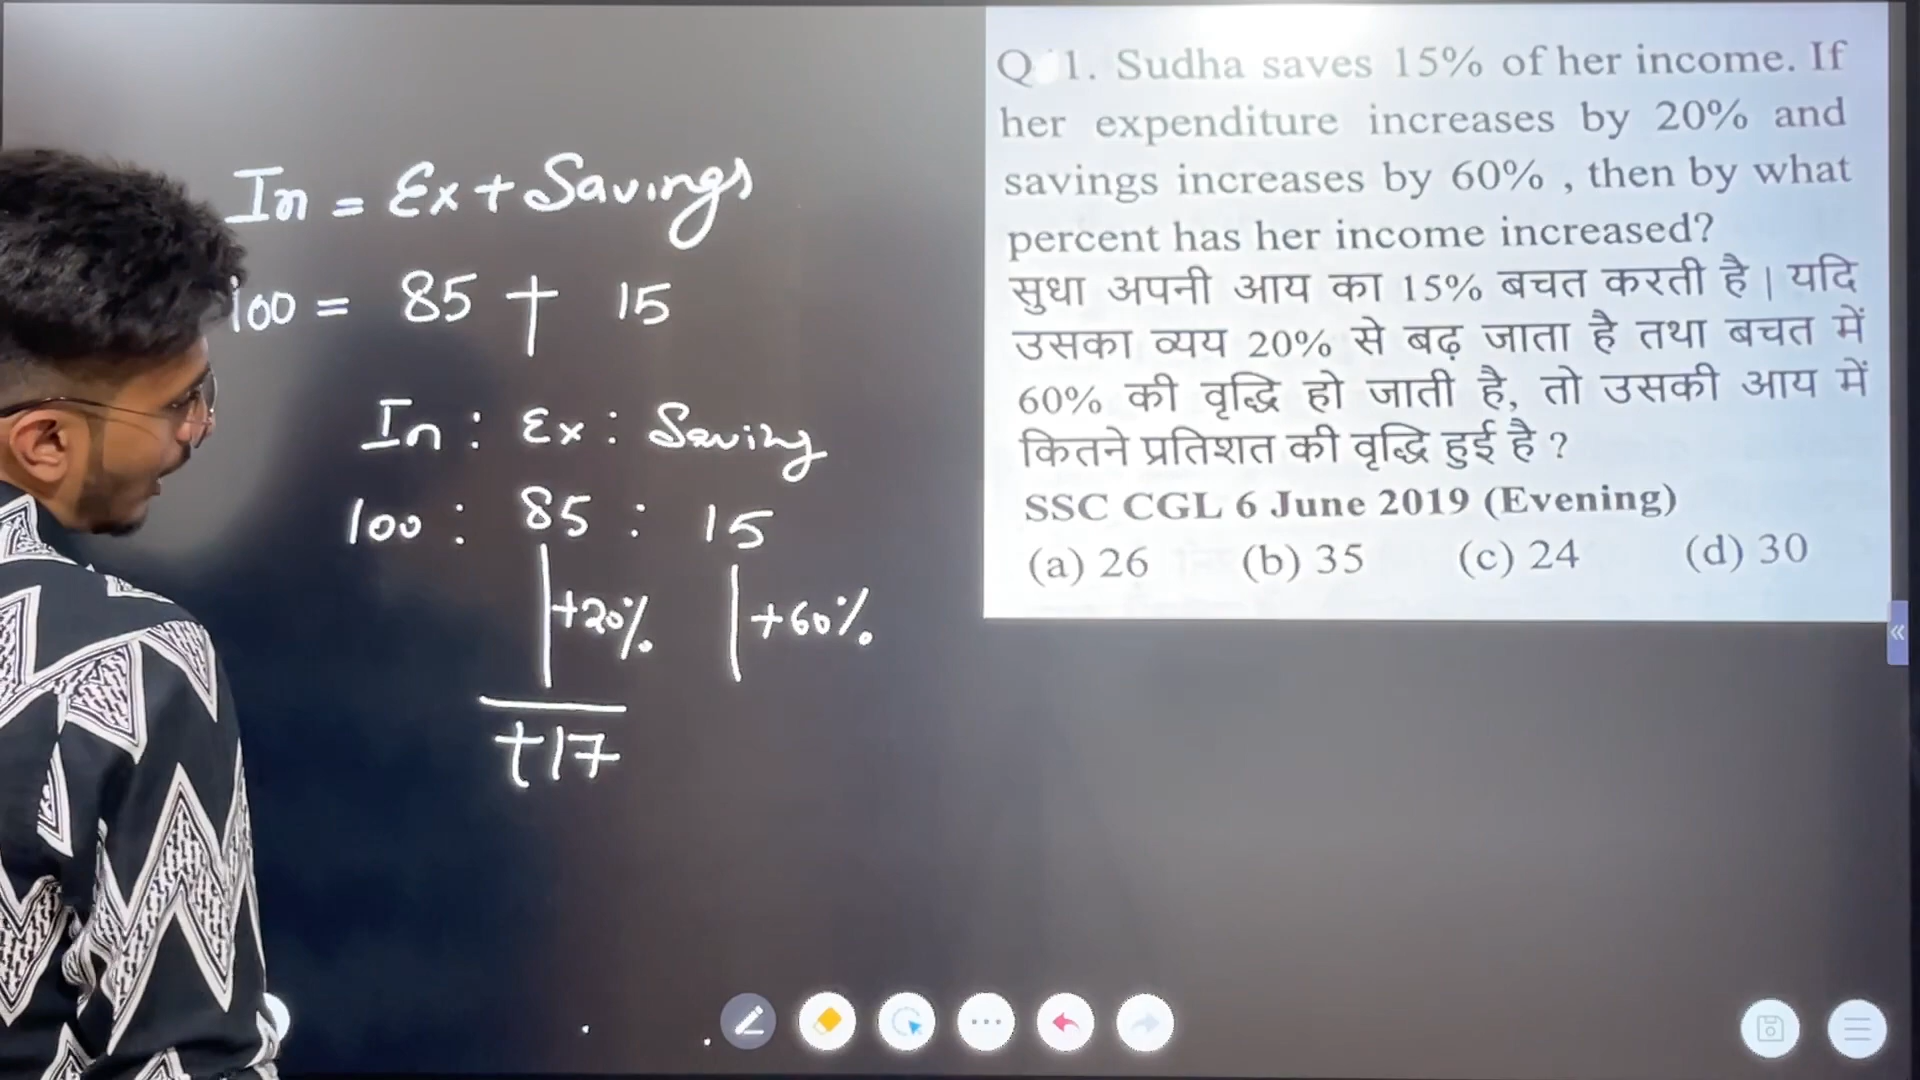 In = Ex + Savings
100 = 85 + 15
In : Ex : Saving
100 : 85 : 15
+20% +60%
+17
Q 1. Sudha saves 15% of her income. If
her expenditure increases by 20% and
savings increases by 60% , then by what
percent has her income increased?
सुधा अपनी आय का 15% बचत करती है | यदि
उसका व्यय 20% से बढ़ जाता है तथा बचत में
60% की वृद्धि हो जाती है, तो उसकी आय में
कितने प्रतिशत की वृद्धि हुई है ?
SSC CGL 6 June 2019 (Evening)
(a) 26 (b) 35 (c) 24 (d) 30